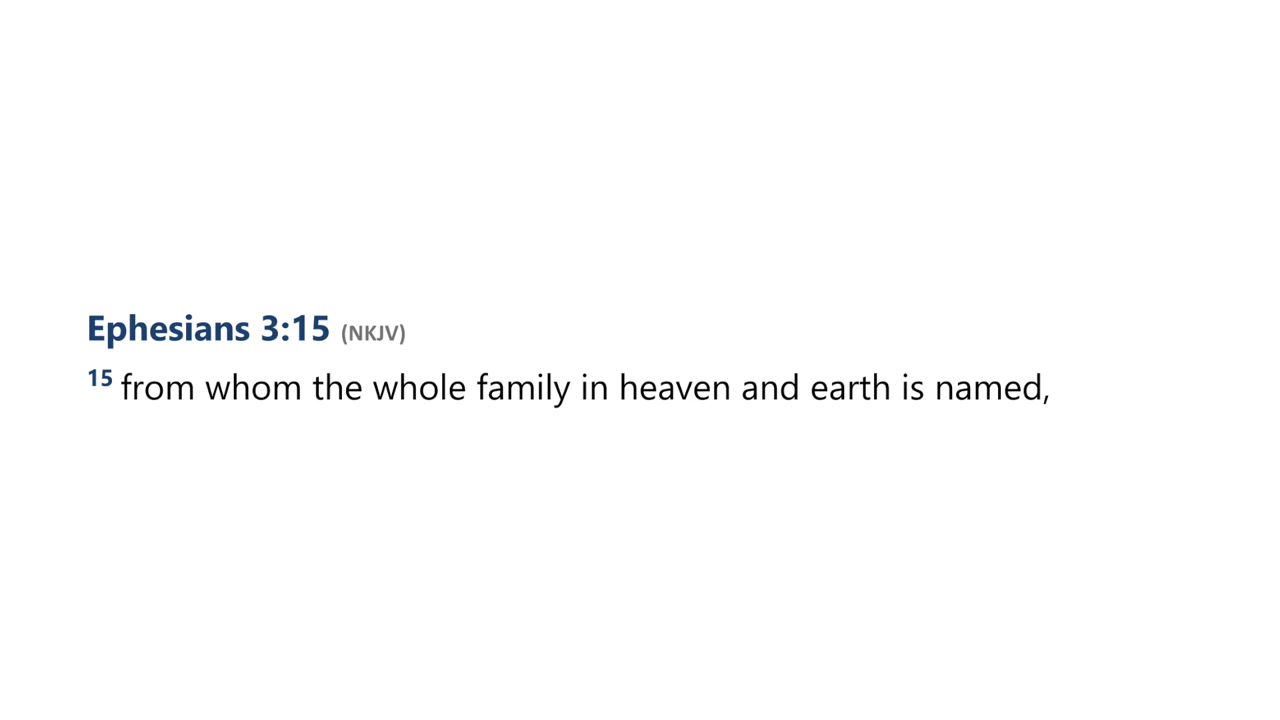 Ephesians 3:15 (NKJV)
15 from whom the whole family in heaven and earth is named,